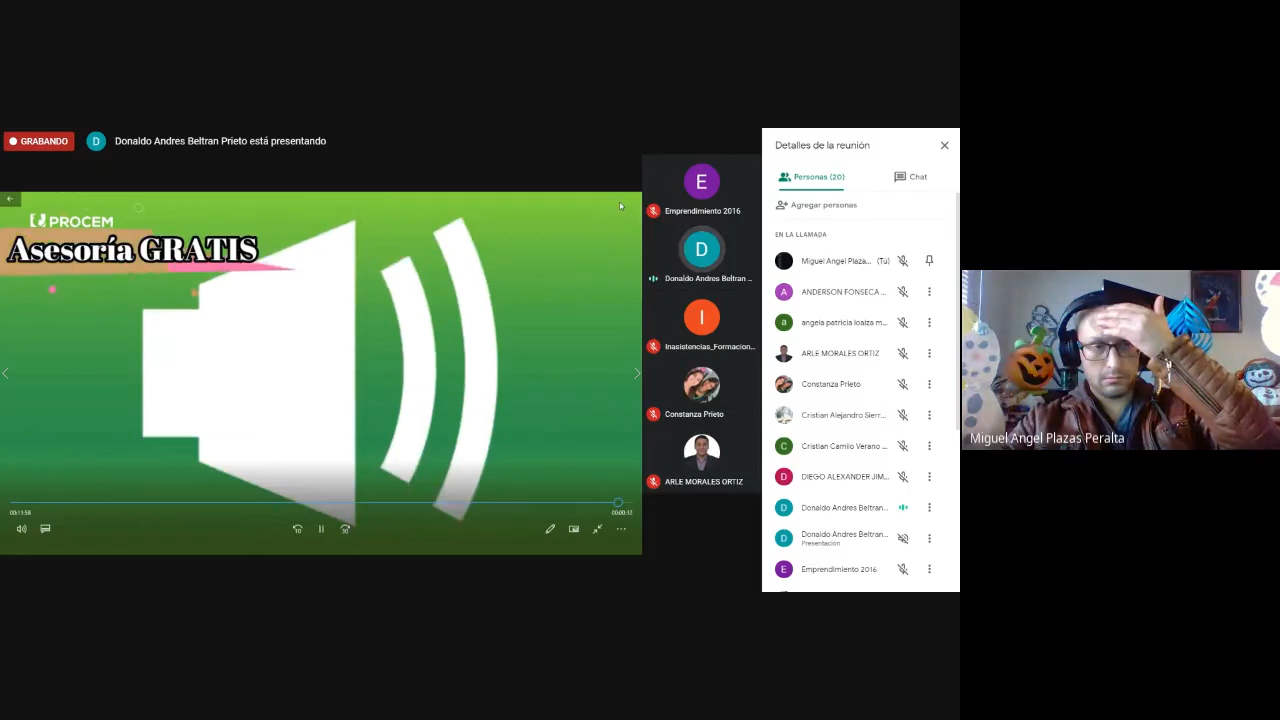 GRABANDO
D
Donaldo Andres Beltran Prieto está presentando
PROCEM
Asesoría GRATIS
00:11:58
00:00:12
10
30
E
Emprendimiento 2016
D
Donaldo Andres Beltran ...
I
Inasistencias_Formacion...
Constanza Prieto
ARLE MORALES ORTIZ
Detalles de la reunión
Personas (20)
Chat
Agregar personas
EN LA LLAMADA
Miguel Angel Plaza... (Tú)
A
ANDERSON FONSECA ...
a
angela patricia loaiza m...
ARLE MORALES ORTIZ
Constanza Prieto
Cristian Alejandro Sierr...
C
Cristian Camilo Verano ...
D
DIEGO ALEXANDER JIM...
D
Donaldo Andres Beltran...
D
Donaldo Andres Beltran...
Presentación
E
Emprendimiento 2016
Miguel Angel Plazas Peralta